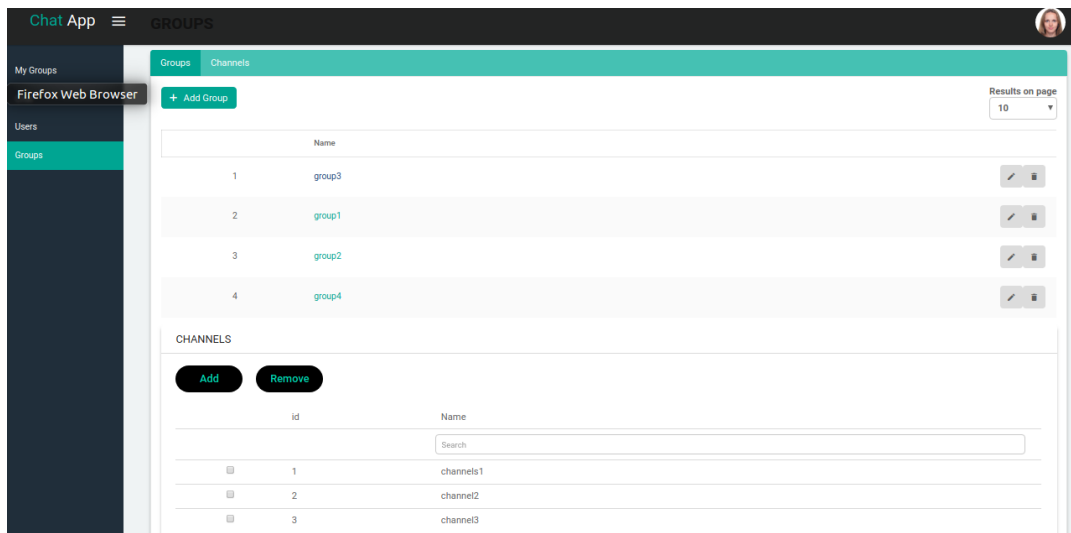 Chat App
GROUPS
My Groups
Firefox Web Browser
Users
Groups
Groups Channels
+ Add Group
Results on page
10
Name
1 group3
2 group1
3 group2
4 group4
CHANNELS
Add Remove
id Name
Search
1 channels1
2 channel2
3 channel3